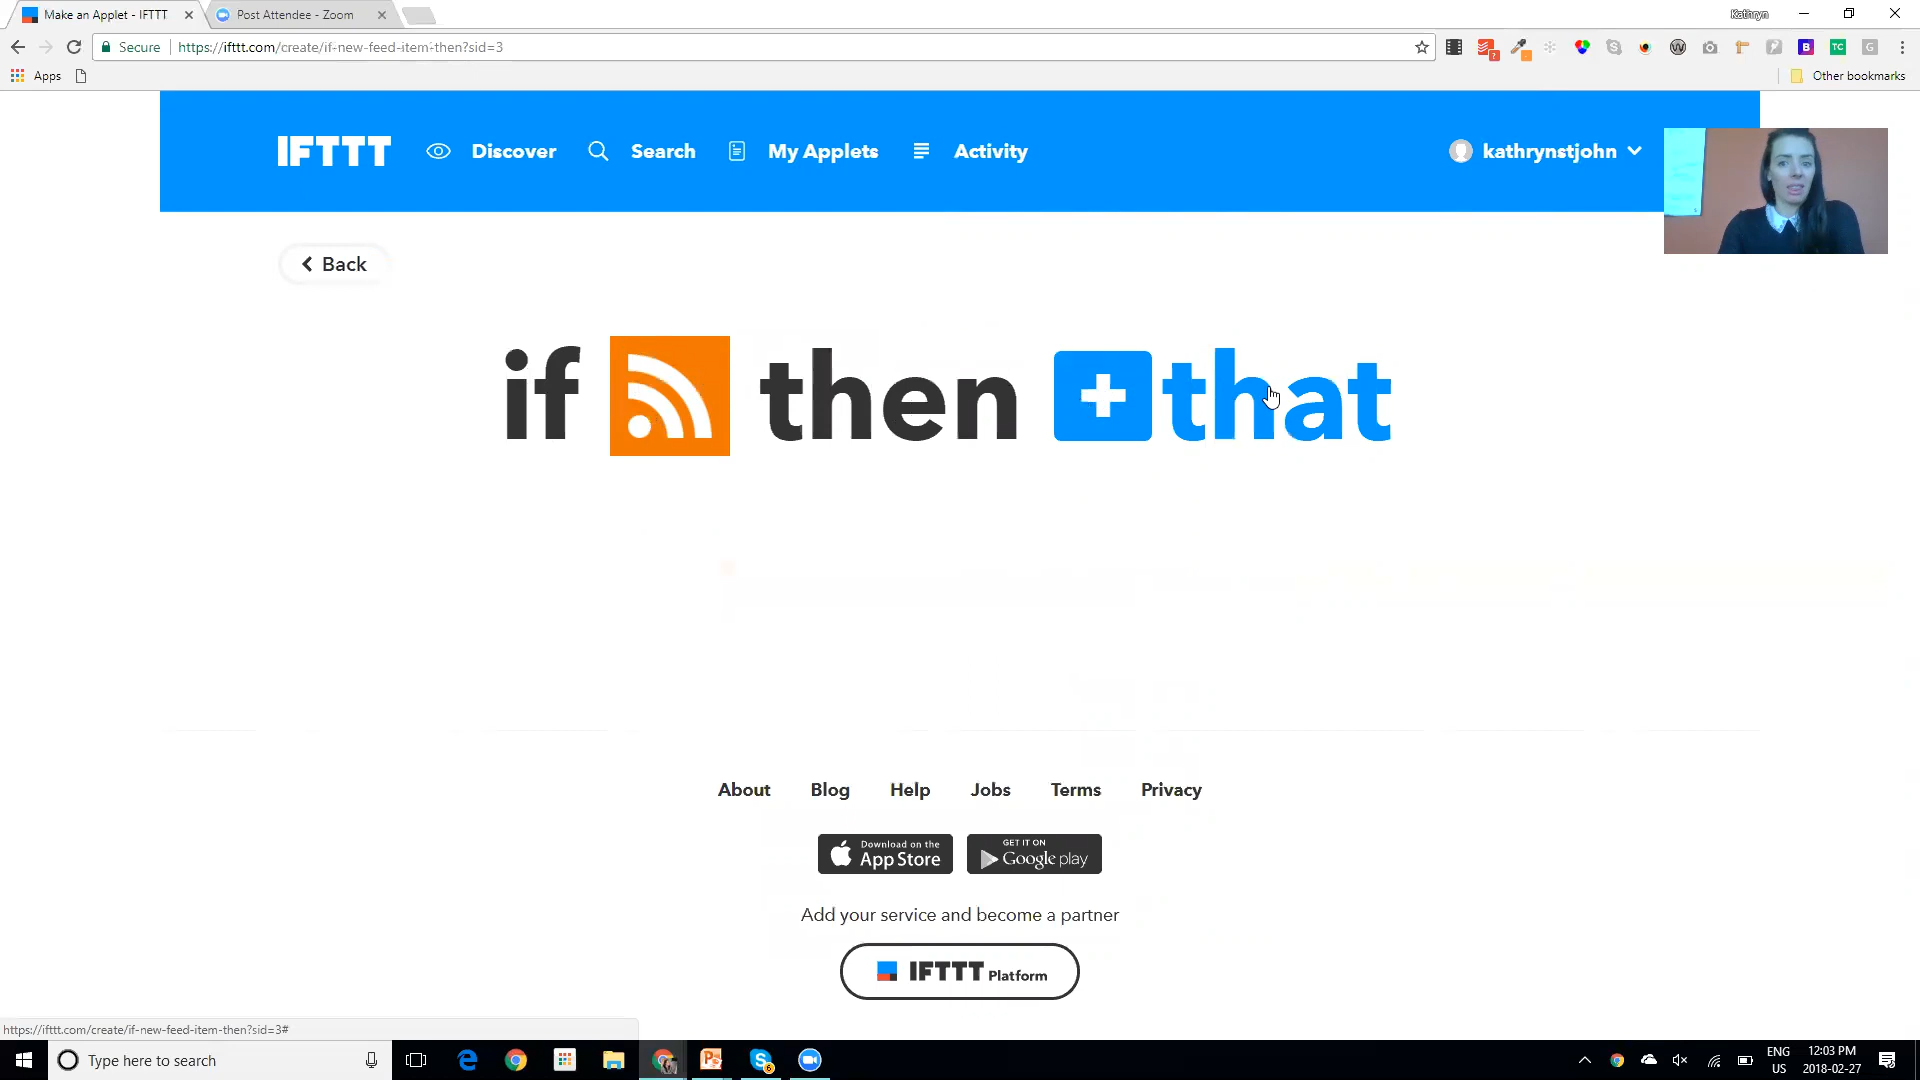 Make an Applet - IFTTT
Post Attendee - Zoom
Kathryn
Secure
https://ifttt.com/create/if-new-feed-item-then?sid=3
Apps
Other bookmarks
IFTTT
Discover
Search
My Applets
Activity
kathrynstjohn
Back
if then + that
About
Blog
Help
Jobs
Terms
Privacy
Download on the
App Store
GET IT ON
Google play
Add your service and become a partner
IFTTT Platform
https://ifttt.com/create/if-new-feed-item-then?sid=3#
Type here to search
6
ENG
US
12:03 PM
2018-02-27